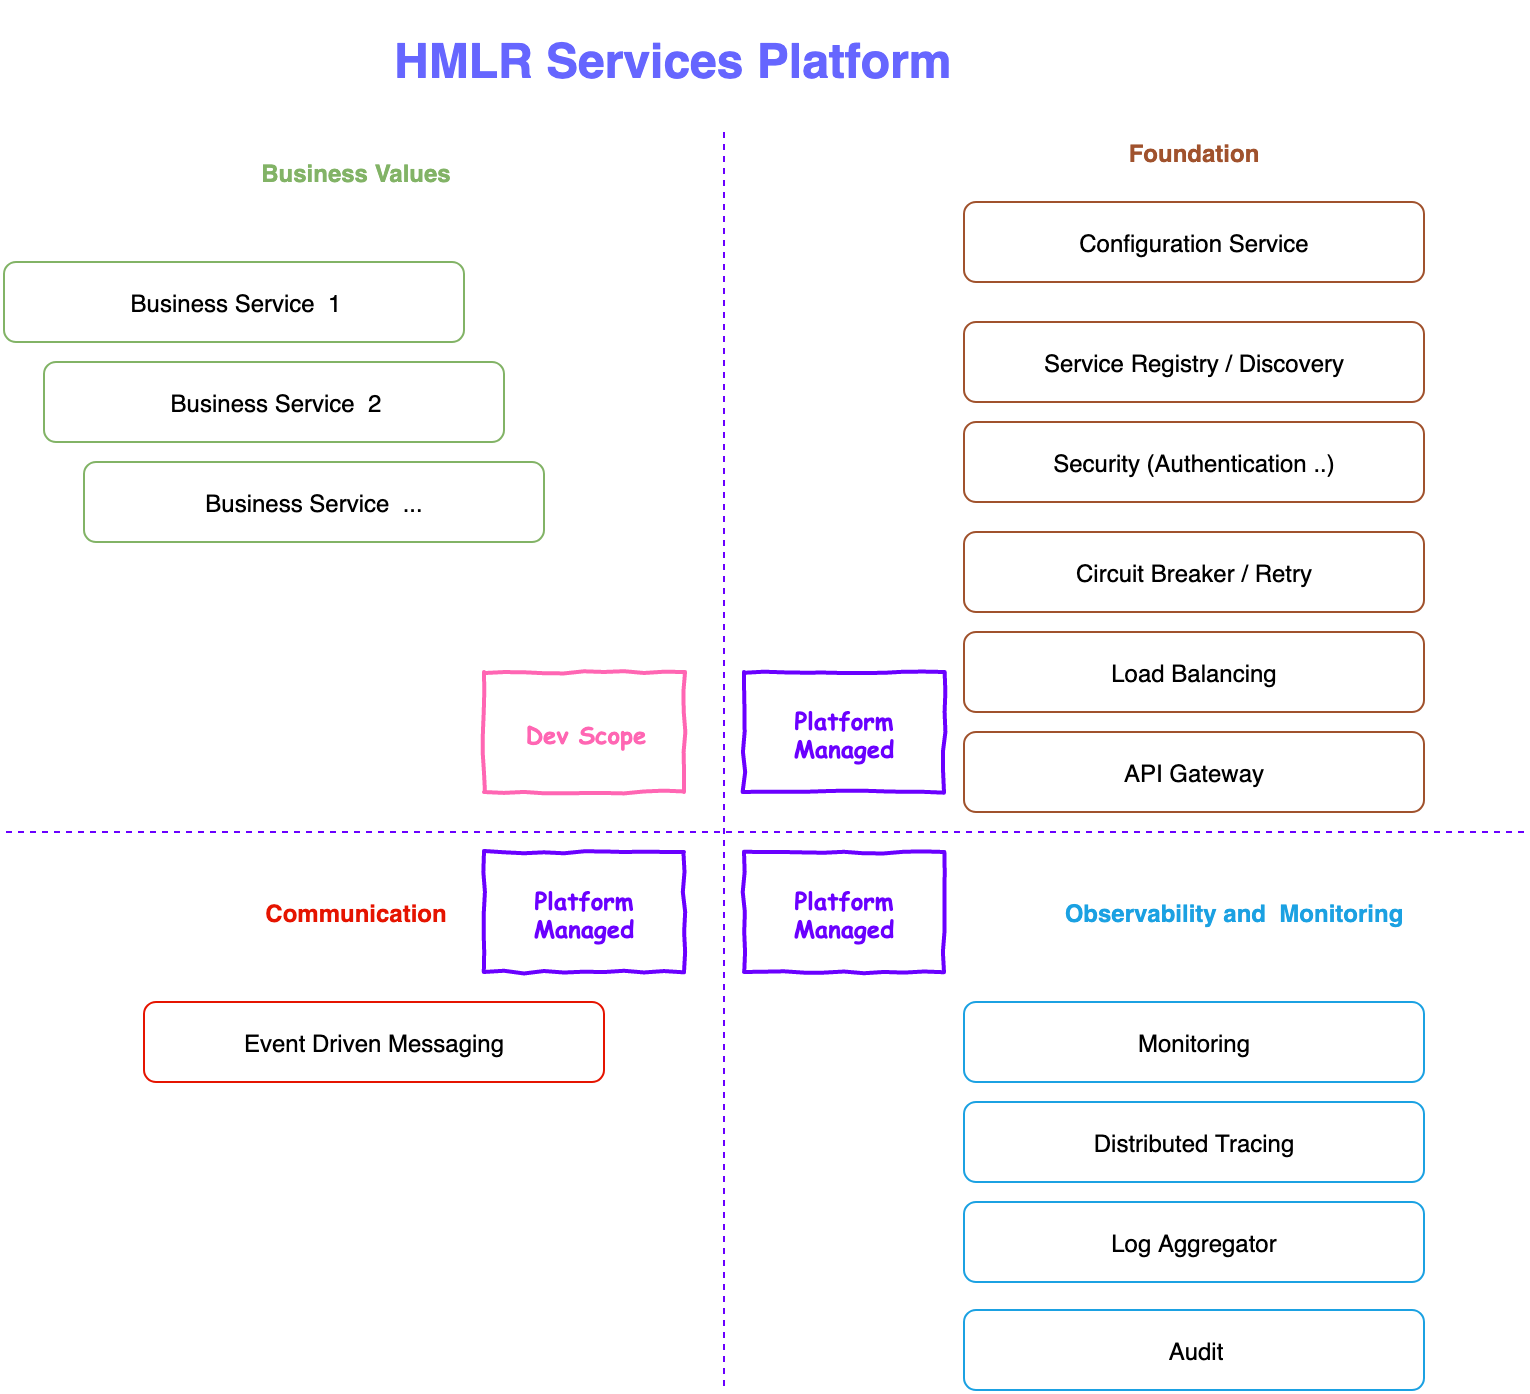 HMLR Services Platform
Business Values
Business Service  1
Business Service  2
Business Service  ...
Dev Scope
Foundation
Configuration Service
Service Registry / Discovery
Security (Authentication ..)
Circuit Breaker / Retry
Load Balancing
API Gateway
Platform
Managed
Communication
Platform
Managed
Event Driven Messaging
Platform
Managed
Observability and  Monitoring
Monitoring
Distributed Tracing
Log Aggregator
Audit